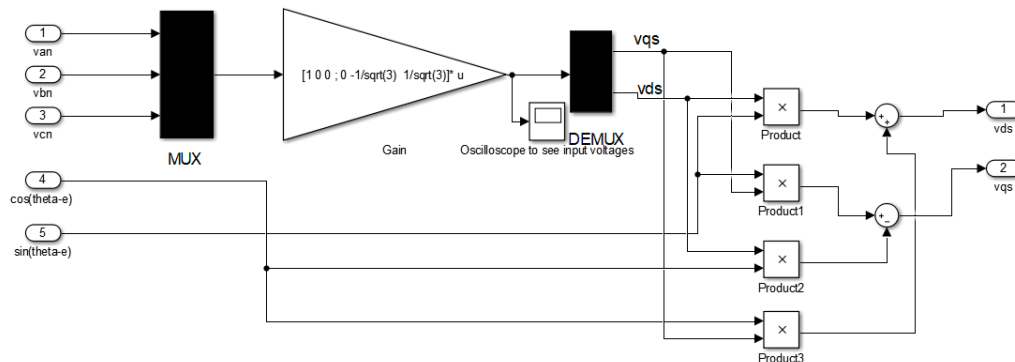 1
van
2
vbn
3
vcn
MUX
[1 0 0 ; 0 -1/sqrt(3) 1/sqrt(3)]* u
Gain
Oscilloscope to see input voltages
DEMUX
vqs
vds
4
cos(theta-e)
5
sin(theta-e)
×
Product
×
Product1
×
Product2
×
Product3
+
+
+
−
1
vds
2
vqs